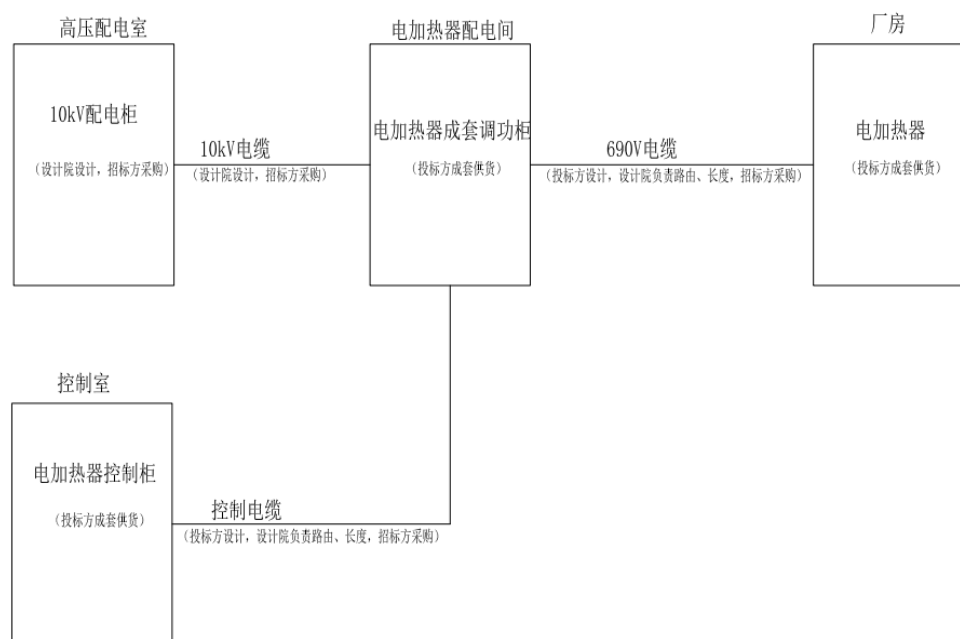 高压配电室
电加热器配电间
厂房
10kV配电柜
(设计院设计，招标方采购)
10kV电缆
(设计院设计，招标方采购)
电加热器成套调功柜
(投标方成套供货)
690V电缆
(投标方设计，设计院负责路由、长度，招标方采购)
电加热器
(投标方成套供货)
控制室
电加热器控制柜
(投标方成套供货)
控制电缆
(投标方设计，设计院负责路由、长度，招标方采购)